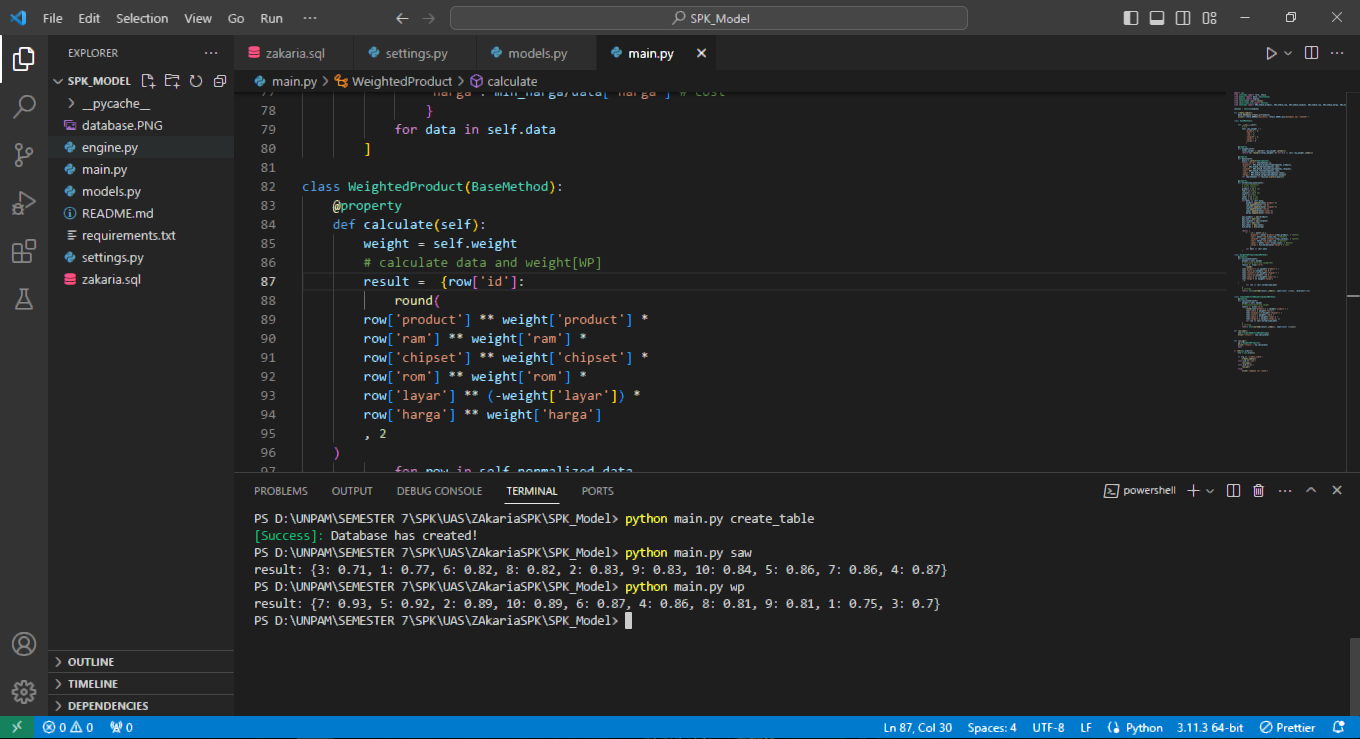 File Edit Selection View Go Run ··· SPK_Model
EXPLORER ···
zakaria.sql settings.py models.py main.py
SPK_MODEL
main.py > WeightedProduct > calculate
__pycache__
database.PNG
engine.py
main.py
models.py
README.md
requirements.txt
settings.py
zakaria.sql
OUTLINE
TIMELINE
DEPENDENCIES
77 'harga': min_harga/data['harga'] # cost
78 }
79 for data in self.data
80 ]
81
82 class WeightedProduct(BaseMethod):
83 @property
84 def calculate(self):
85 weight = self.weight
86 # calculate data and weight[WP]
87 result = {row['id']:
88 round(
89 row['product'] ** weight['product'] *
90 row['ram'] ** weight['ram'] *
91 row['chipset'] ** weight['chipset'] *
92 row['rom'] ** weight['rom'] *
93 row['layar'] ** (-weight['layar']) *
94 row['harga'] ** weight['harga']
95 , 2
96 )
97 for row in self.normalized_data
PROBLEMS OUTPUT DEBUG CONSOLE TERMINAL PORTS powershell
PS D:\UNPAM\SEMESTER 7\SPK\UAS\ZAkariaSPK\SPK_Model> python main.py create_table
[Success]: Database has created!
PS D:\UNPAM\SEMESTER 7\SPK\UAS\ZAkariaSPK\SPK_Model> python main.py saw
result: {3: 0.71, 1: 0.77, 6: 0.82, 8: 0.82, 2: 0.83, 9: 0.83, 10: 0.84, 5: 0.86, 7: 0.86, 4: 0.87}
PS D:\UNPAM\SEMESTER 7\SPK\UAS\ZAkariaSPK\SPK_Model> python main.py wp
result: {7: 0.93, 5: 0.92, 2: 0.89, 10: 0.89, 6: 0.87, 4: 0.86, 8: 0.81, 9: 0.81, 1: 0.75, 3: 0.7}
PS D:\UNPAM\SEMESTER 7\SPK\UAS\ZAkariaSPK\SPK_Model>
0 0 0 Ln 87, Col 30 Spaces: 4 UTF-8 LF Python 3.11.3 64-bit Prettier